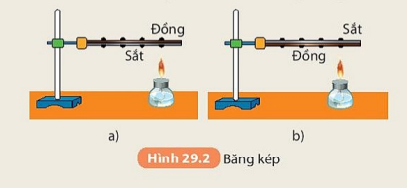 Đồng
Sắt
Sắt
Đồng
a)
b)
Hình 29.2 Băng kép